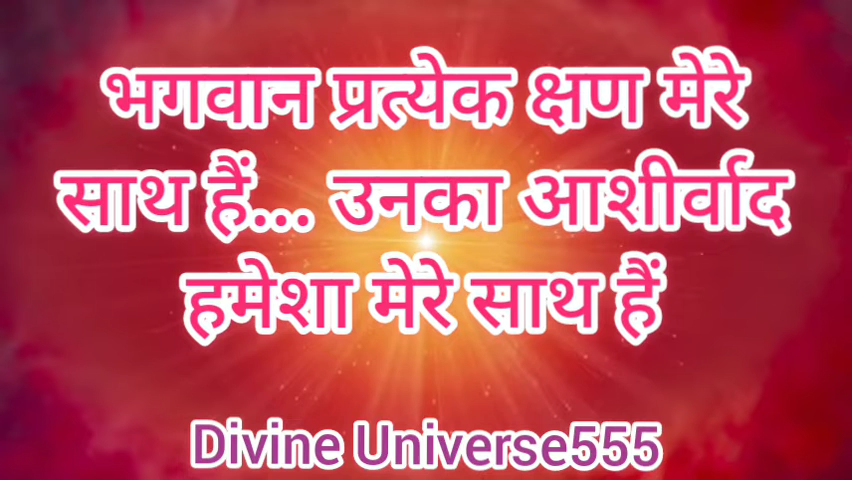 भगवान प्रत्येक क्षण मेरे
साथ हैं... उनका आशीर्वाद
हमेशा मेरे साथ हैं
Divine Universe555